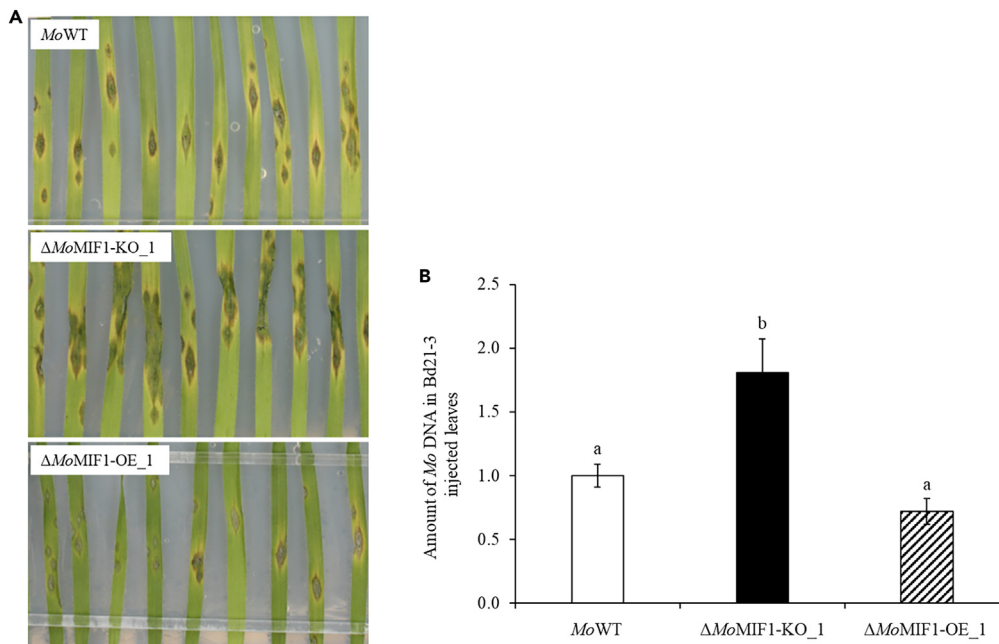 A
MoWT
ΔMoMIF1-KO_1
ΔMoMIF1-OE_1
B
Amount of Mo DNA in Bd21-3
injected leaves
2.5
2.0
1.5
1.0
0.5
0.0
a
b
a
MoWT
ΔMoMIF1-KO_1
ΔMoMIF1-OE_1